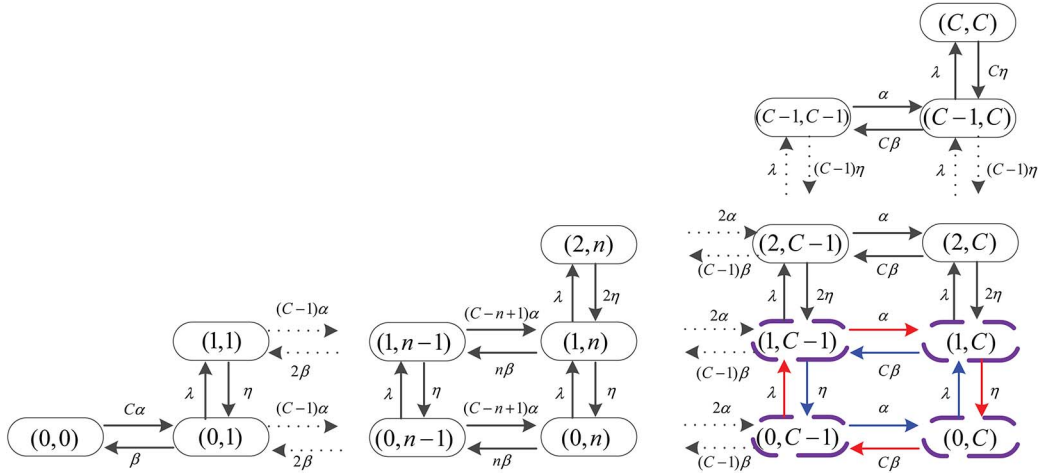 (C,C)
λ
Cη
(C−1,C−1)
α
Cβ
(C−1,C)
λ
(C−1)η
λ
(C−1)η
2α
(C−1)β
(2,C−1)
α
Cβ
(2,C)
(2,n)
λ
2η
λ
2η
λ
2η
(1,1)
(C−1)α
2β
(1,n−1)
(C−n+1)α
nβ
(1,n)
2α
(C−1)β
(1,C−1)
α
Cβ
(1,C)
λ
η
λ
η
λ
η
λ
η
λ
η
(0,0)
Cα
β
(0,1)
(C−1)α
2β
(0,n−1)
(C−n+1)α
nβ
(0,n)
2α
(C−1)β
(0,C−1)
α
Cβ
(0,C)